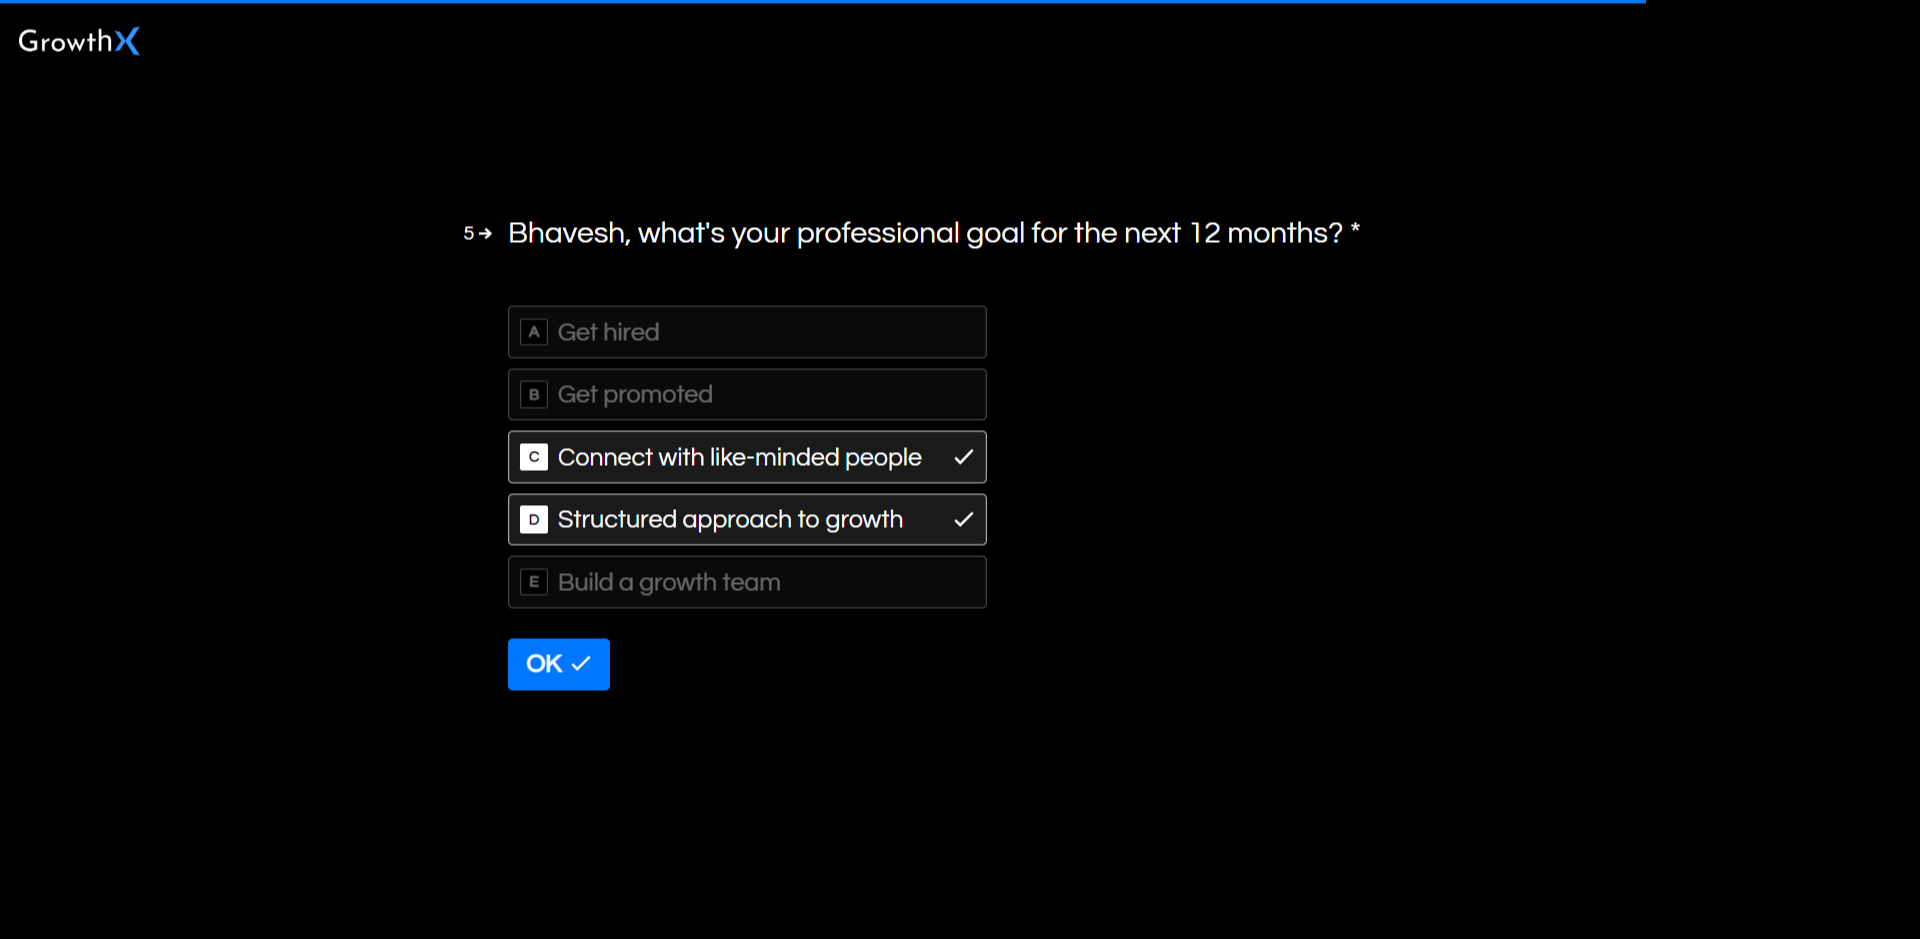 GrowthX
5→ Bhavesh, what's your professional goal for the next 12 months? *
A Get hired
B Get promoted
C Connect with like-minded people ✓
D Structured approach to growth ✓
E Build a growth team
OK ✓